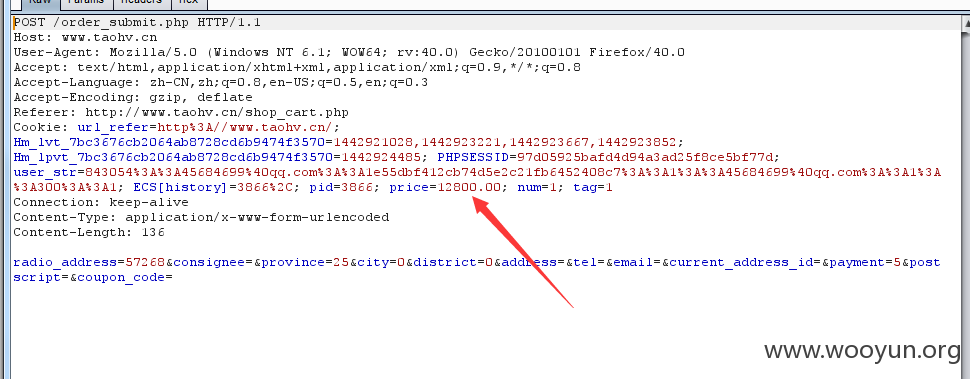 Raw Params Headers Hex
POST /order_submit.php HTTP/1.1
Host: www.taohv.cn
User-Agent: Mozilla/5.0 (Windows NT 6.1; WOW64; rv:40.0) Gecko/20100101 Firefox/40.0
Accept: text/html,application/xhtml+xml,application/xml;q=0.9,*/*;q=0.8
Accept-Language: zh-CN,zh;q=0.8,en-US;q=0.5,en;q=0.3
Accept-Encoding: gzip, deflate
Referer: http://www.taohv.cn/shop_cart.php
Cookie: url_refer=http%3A//www.taohv.cn/;
Hm_lvt_7bc3676cb2064ab8728cd6b9474f3570=1442921028,1442923221,1442923667,1442923852;
Hm_lpvt_7bc3676cb2064ab8728cd6b9474f3570=1442924485; PHPSESSID=97d05925bafd4d94a3ad25f8ce5bf77d;
user_str=843054%3A%3A45684699%40qq.com%3A%3A1e55dbf412cb74d5e2c21fb6452408c7%3A%3A1%3A%3A45684699%40qq.com%3A%3A1%3A
%3A300%3A%3A1; ECS[history]=3866%2C; pid=3866; price=12800.00; num=1; tag=1
Connection: keep-alive
Content-Type: application/x-www-form-urlencoded
Content-Length: 136
radio_address=57268&consignee=&province=25&city=0&district=0&address=&tel=&email=&current_address_id=&payment=5&post
script=&coupon_code=
www.wooyun.org